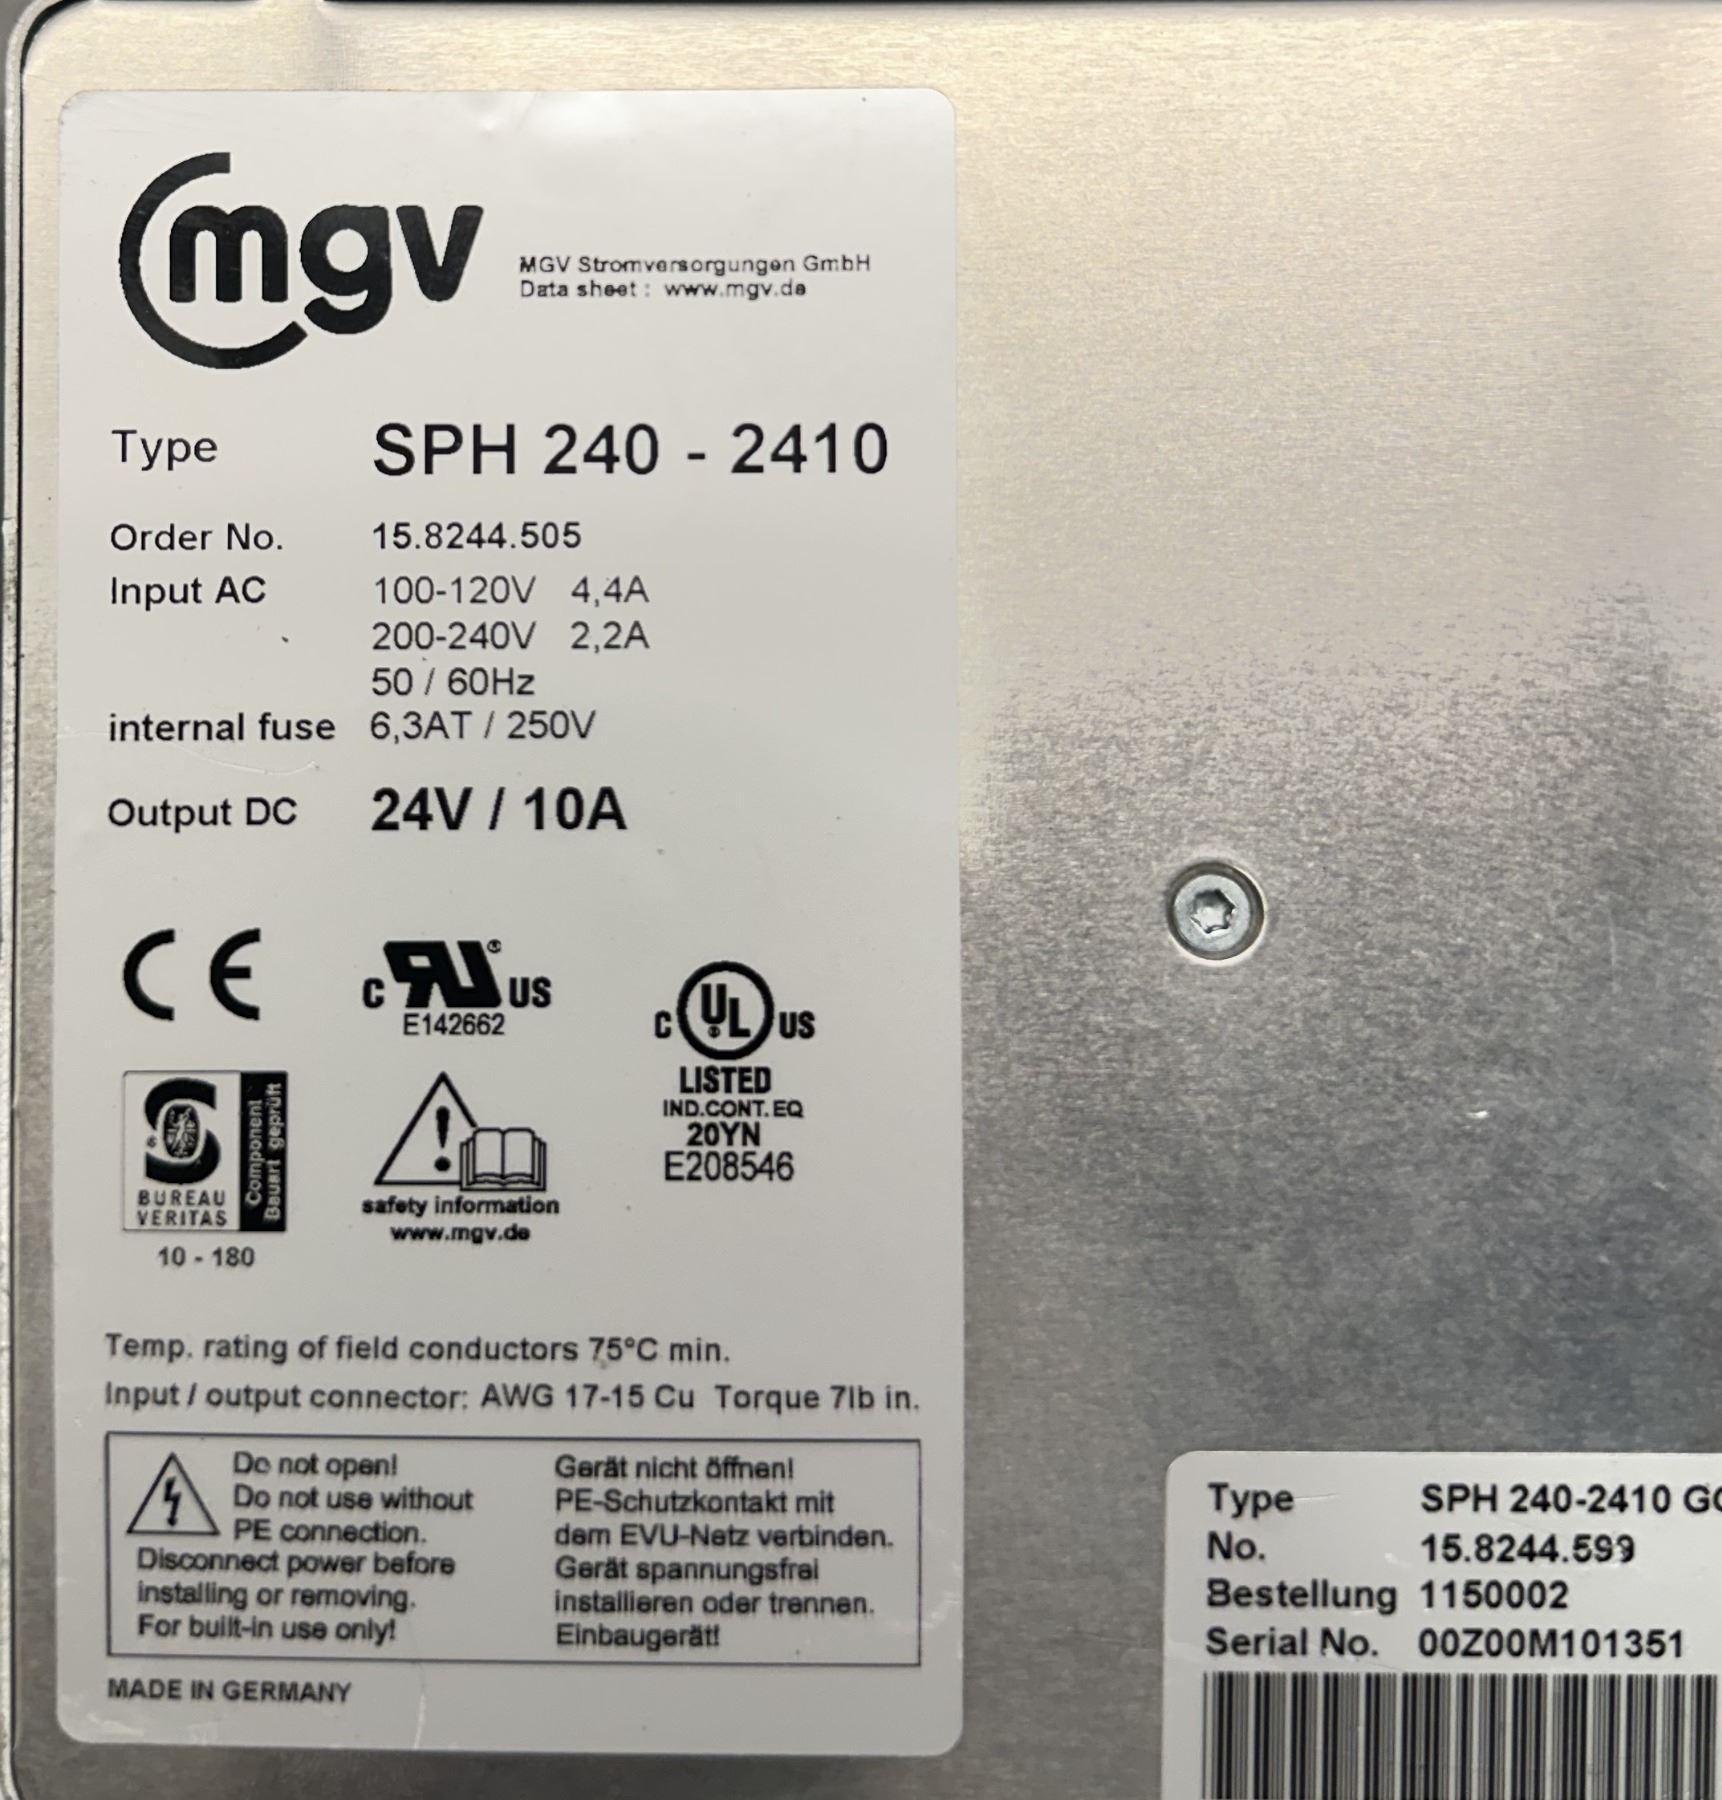 mgv
MGV Stromversorgungen GmbH
Data sheet : www.mgv.de
Type SPH 240 - 2410
Order No. 15.8244.505
Input AC 100-120V 4,4A
200-240V 2,2A
50 / 60Hz
internal fuse 6,3AT / 250V
Output DC 24V / 10A
CE
c RU ® US
E142662
c UL ® US
LISTED
IND.CONT.EQ
20YN
E208546
BUREAU
VERITAS
Component
Bauart geprüft
10 - 180
safety information
www.mgv.de
Temp. rating of field conductors 75°C min.
Input / output connector: AWG 17-15 Cu Torque 7lb in.
Do not open!
Do not use without
PE connection.
Disconnect power before
installing or removing.
For built-in use only!
Gerät nicht öffnen!
PE-Schutzkontakt mit
dem EVU-Netz verbinden.
Gerät spannungsfrei
installieren oder trennen.
Einbaugerät!
MADE IN GERMANY
Type SPH 240-2410
No. 15.8244.599
Bestellung 1150002
Serial No. 00Z00M101351